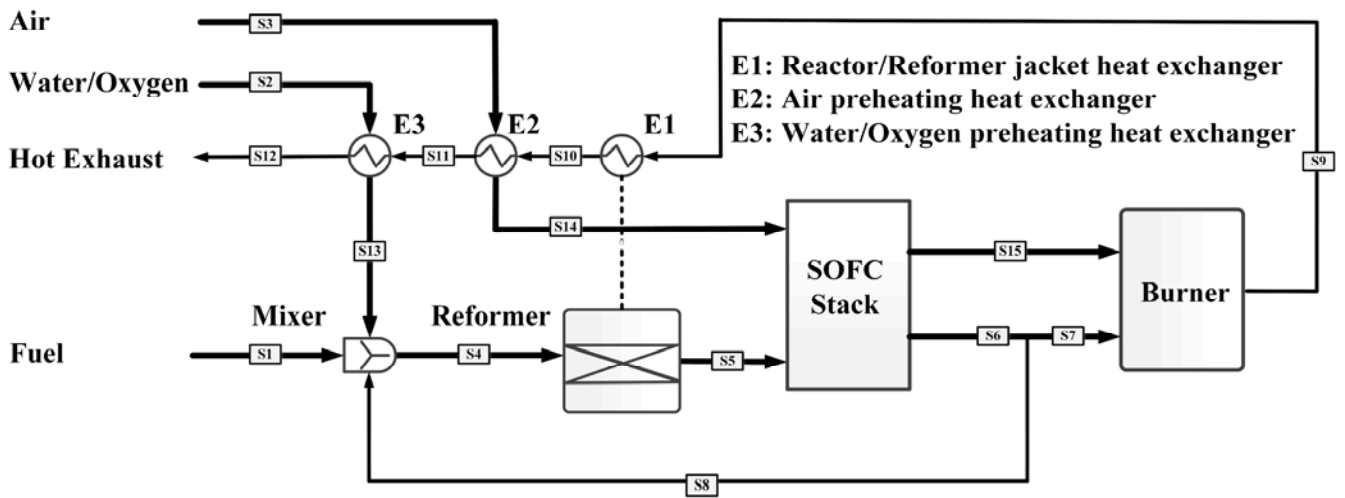 Air
S3
E1: Reactor/Reformer jacket heat exchanger
E2: Air preheating heat exchanger
E3: Water/Oxygen preheating heat exchanger
Water/Oxygen
S2
E3
E2
E1
Hot Exhaust
S12
S11
S10
S9
S13
S14
S15
SOFC
Stack
Burner
Mixer
Reformer
Fuel
S1
S4
S5
S6
S7
S8